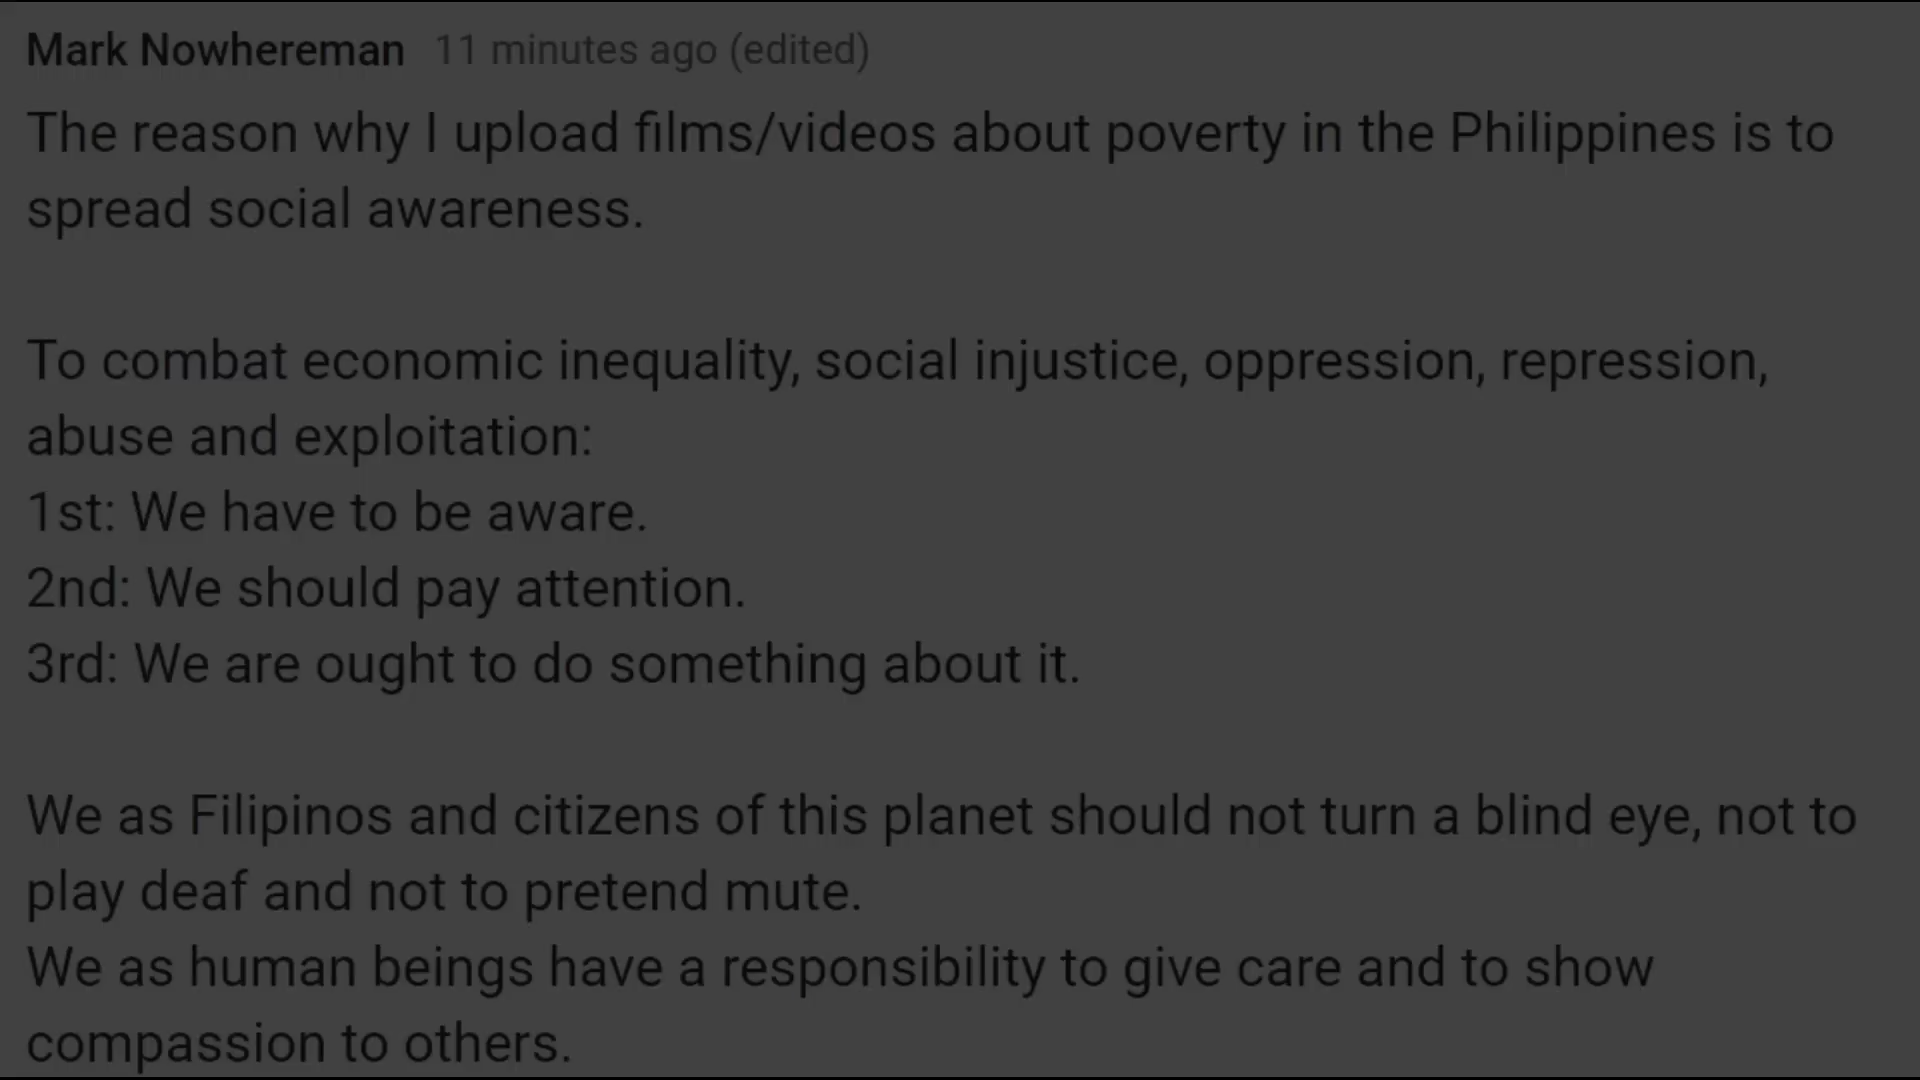 Mark Nowhereman 11 minutes ago (edited)
The reason why I upload films/videos about poverty in the Philippines is to
spread social awareness.
To combat economic inequality, social injustice, oppression, repression,
abuse and exploitation:
1st: We have to be aware.
2nd: We should pay attention.
3rd: We are ought to do something about it.
We as Filipinos and citizens of this planet should not turn a blind eye, not to
play deaf and not to pretend mute.
We as human beings have a responsibility to give care and to show
compassion to others.